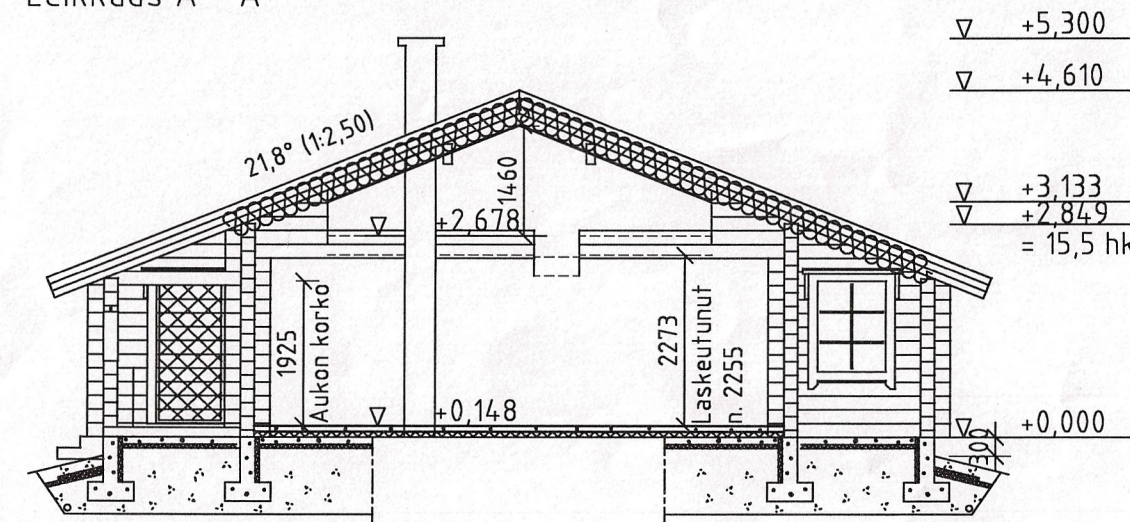 Leikkaus A - A
+5,300
+4,610
21,8° (1:2,50)
1460
+3,133
+2,678
+2,849
= 15,5 hk
1925
Aukon korko
2273
Laskeutunut
n. 2255
+0,148
+0,000
300